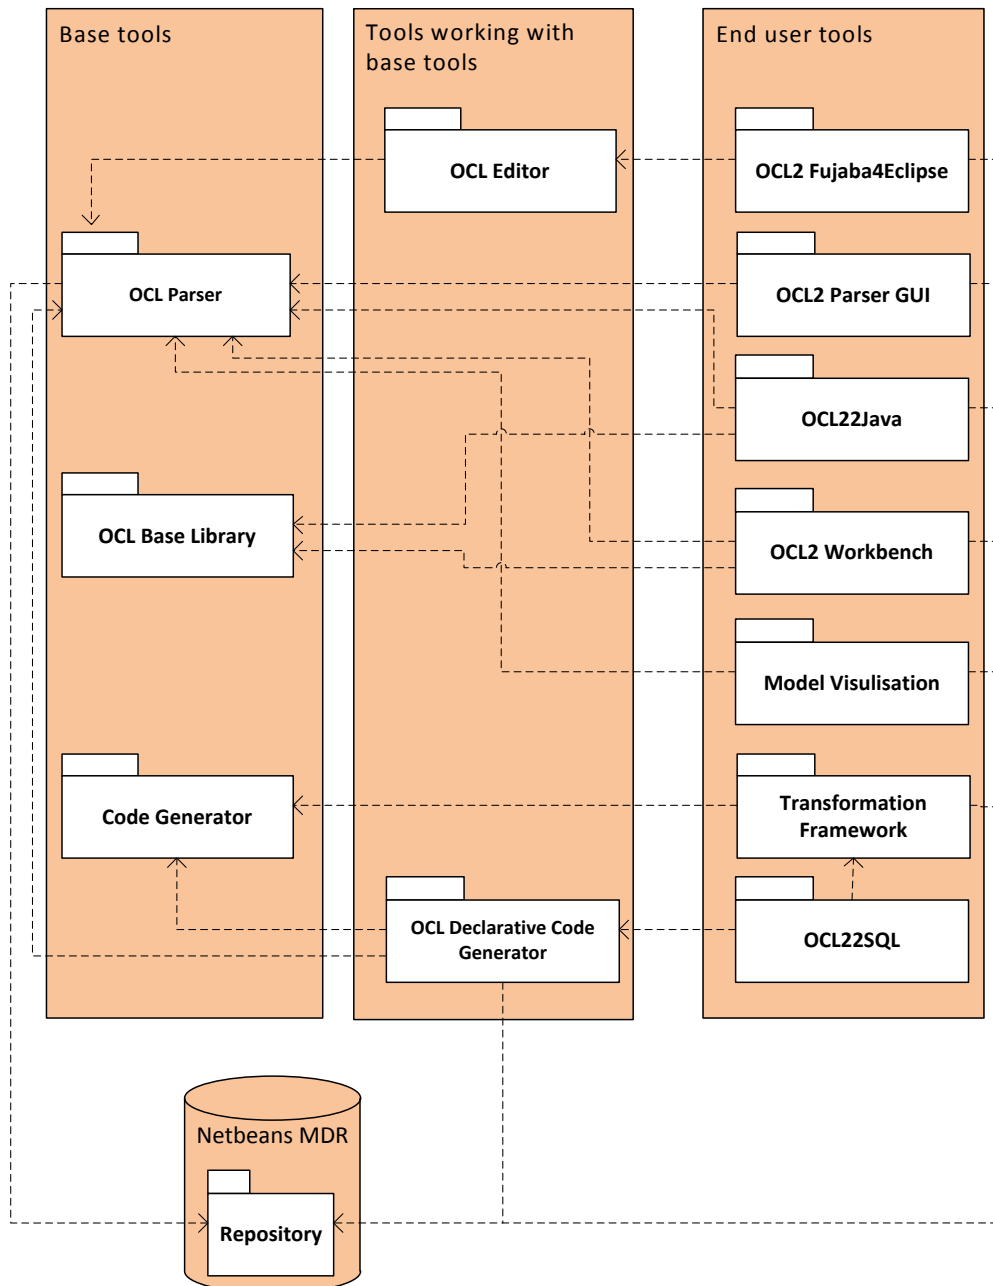 Base tools
OCL Parser
OCL Base Library
Code Generator
Tools working with
base tools
OCL Editor
OCL Declarative Code
Generator
End user tools
OCL2 Fujaba4Eclipse
OCL2 Parser GUI
OCL22Java
OCL2 Workbench
Model Visulisation
Transformation
Framework
OCL22SQL
Netbeans MDR
Repository